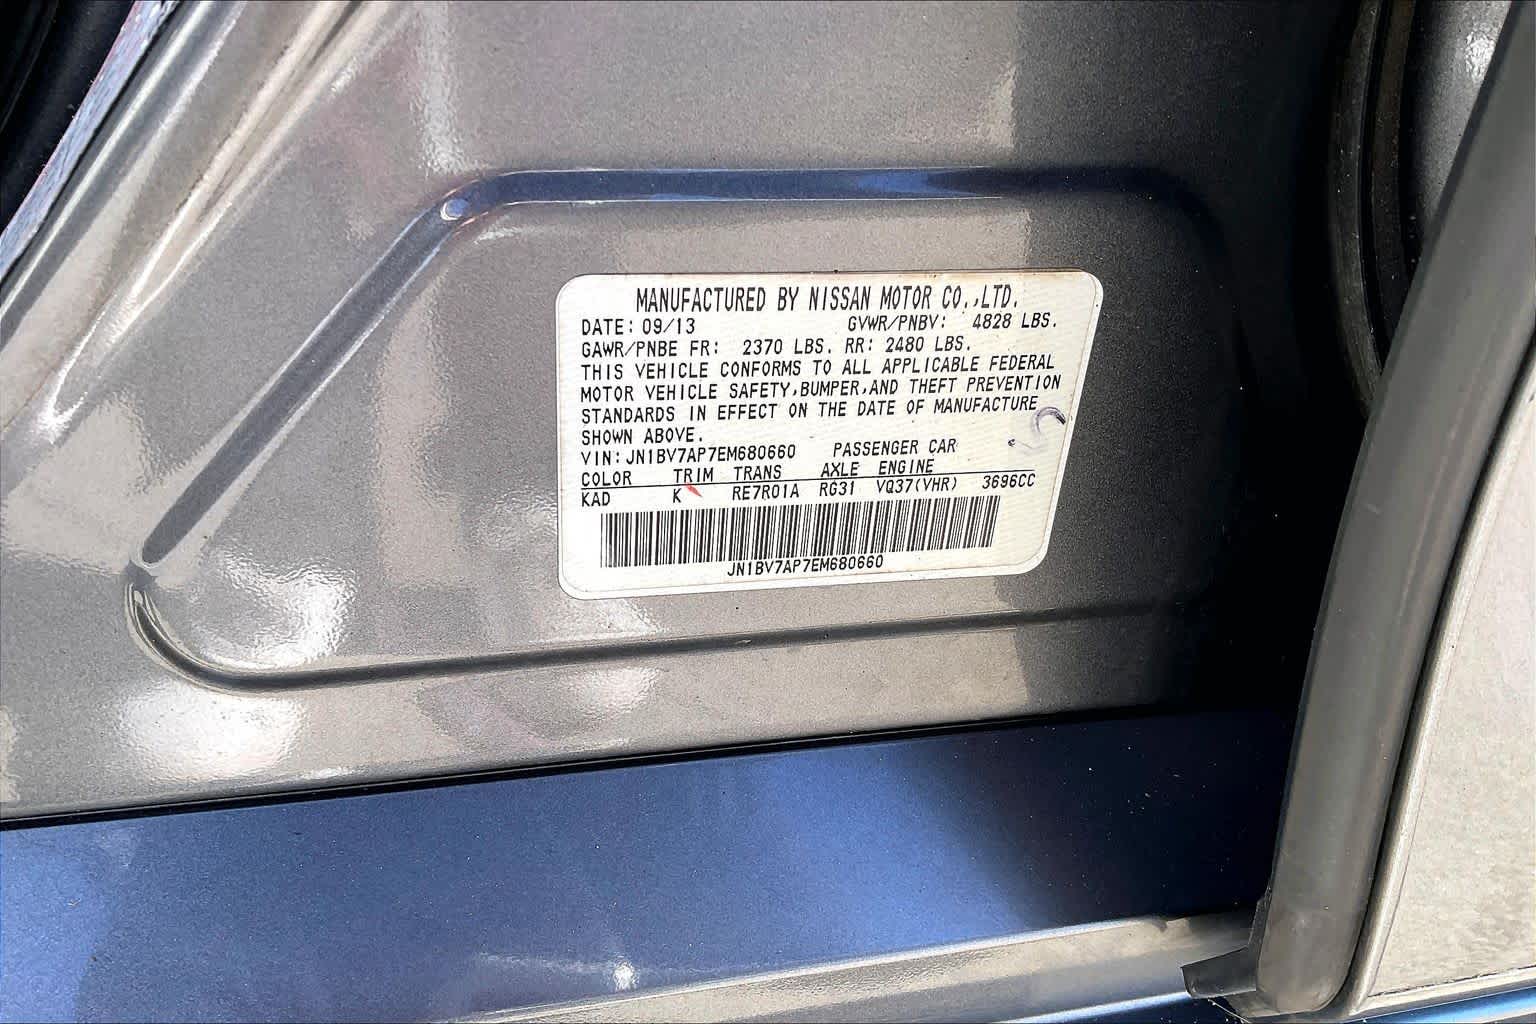 MANUFACTURED BY NISSAN MOTOR CO.,LTD.
DATE: 09/13 GVWR/PNBV: 4828 LBS.
GAWR/PNBE FR: 2370 LBS. RR: 2480 LBS.
THIS VEHICLE CONFORMS TO ALL APPLICABLE FEDERAL
MOTOR VEHICLE SAFETY,BUMPER,AND THEFT PREVENTION
STANDARDS IN EFFECT ON THE DATE OF MANUFACTURE
SHOWN ABOVE.
VIN:JN1BV7AP7EM680660 PASSENGER CAR
COLOR TRIM TRANS AXLE ENGINE
KAD K RE7R01A RG31 VQ37(VHR) 3696CC
JN1BV7AP7EM680660